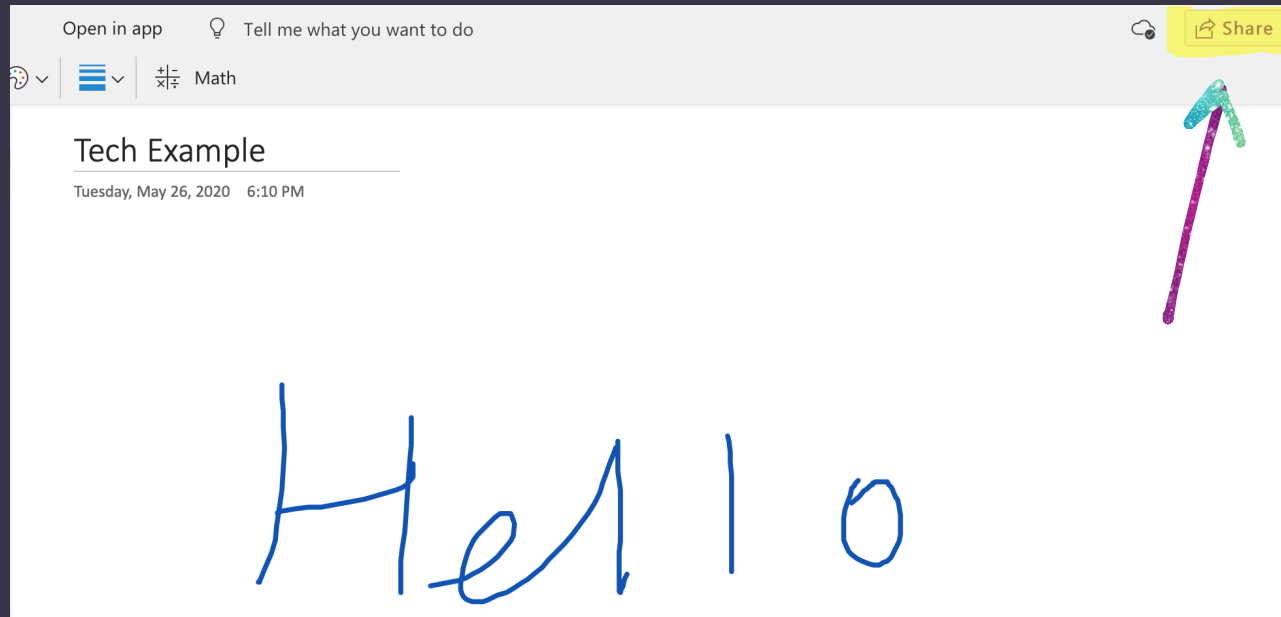 Open in app Tell me what you want to do Share
Math
Tech Example
Tuesday, May 26, 2020 6:10 PM
Hello